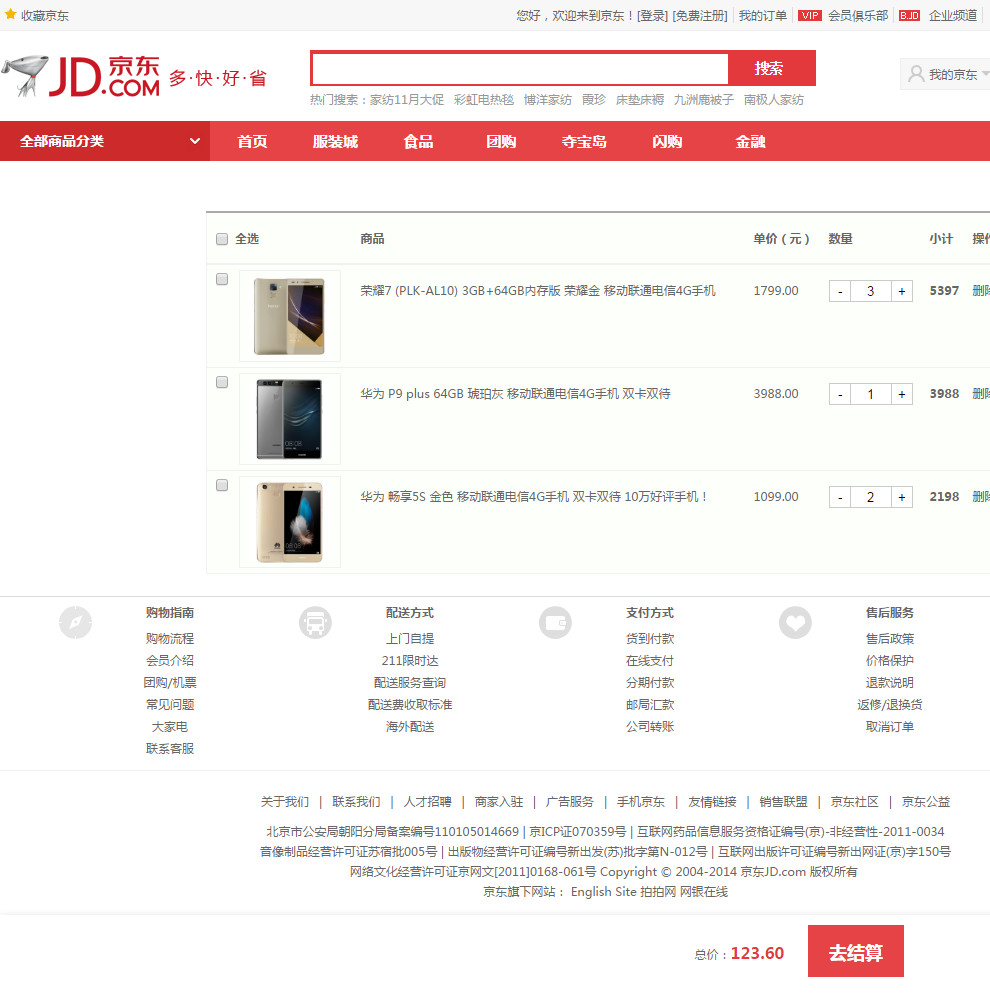 收藏京东 您好，欢迎来到京东！[登录] [免费注册] 我的订单 VIP 会员俱乐部 B.JD 企业频道
JD.COM 京东 多·快·好·省 搜索 我的京东
热门搜索：家纺11月大促 彩虹电热毯 博洋家纺 霞珍 床垫床褥 九洲鹿被子 南极人家纺
全部商品分类 首页 服装城 食品 团购 夺宝岛 闪购 金融
全选 商品 单价（元） 数量 小计 操作
荣耀7 (PLK-AL10) 3GB+64GB内存版 荣耀金 移动联通电信4G手机 1799.00 - 3 + 5397 删除
华为 P9 plus 64GB 琥珀灰 移动联通电信4G手机 双卡双待 3988.00 - 1 + 3988 删除
华为 畅享5S 金色 移动联通电信4G手机 双卡双待 10万好评手机！ 1099.00 - 2 + 2198 删除
购物指南 配送方式 支付方式 售后服务
购物流程 上门自提 货到付款 售后政策
会员介绍 211限时达 在线支付 价格保护
团购/机票 配送服务查询 分期付款 退款说明
常见问题 配送费收取标准 邮局汇款 返修/退换货
大家电 海外配送 公司转账 取消订单
联系客服
关于我们 | 联系我们 | 人才招聘 | 商家入驻 | 广告服务 | 手机京东 | 友情链接 | 销售联盟 | 京东社区 | 京东公益
北京市公安局朝阳分局备案编号110105014669 | 京ICP证070359号 | 互联网药品信息服务资格证编号(京)-非经营性-2011-0034
音像制品经营许可证苏宿批005号 | 出版物经营许可证编号新出发(苏)批字第N-012号 | 互联网出版许可证编号新出网证(京)字150号
网络文化经营许可证京网文[2011]0168-061号 Copyright © 2004-2014 京东JD.com 版权所有
京东旗下网站： English Site 拍拍网 网银在线
总价：123.60 去结算